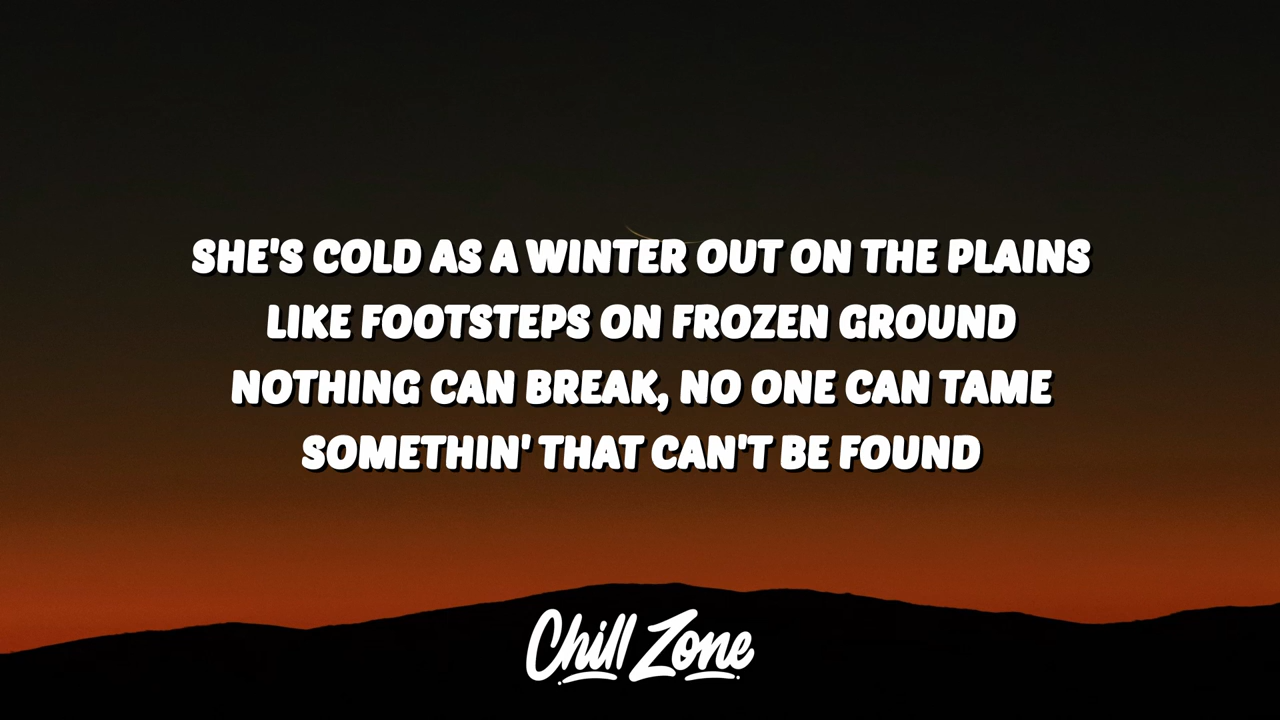 SHE'S COLD AS A WINTER OUT ON THE PLAINS
LIKE FOOTSTEPS ON FROZEN GROUND
NOTHING CAN BREAK, NO ONE CAN TAME
SOMETHIN' THAT CAN'T BE FOUND
Chill Zone